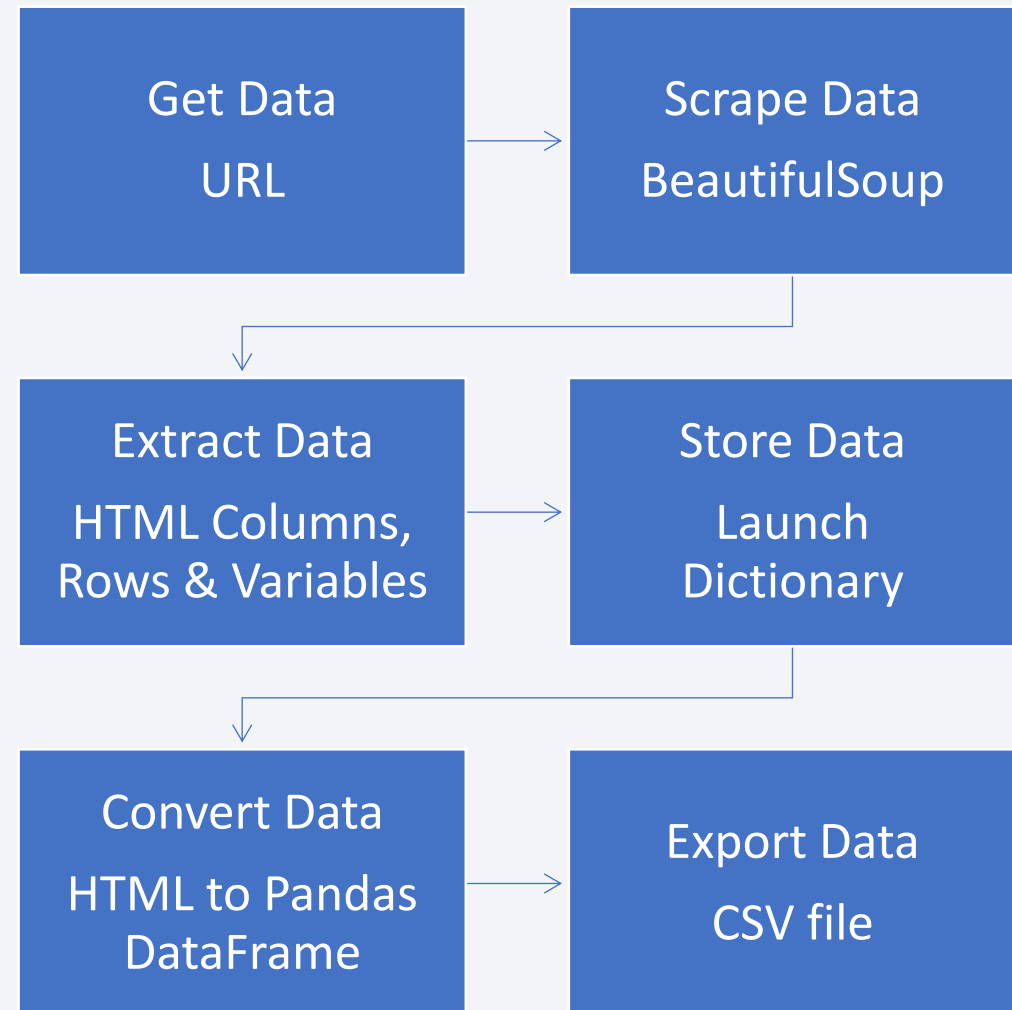 Get Data
URL
Scrape Data
BeautifulSoup
Extract Data
HTML Columns,
Rows & Variables
Store Data
Launch
Dictionary
Convert Data
HTML to Pandas
DataFrame
Export Data
CSV file